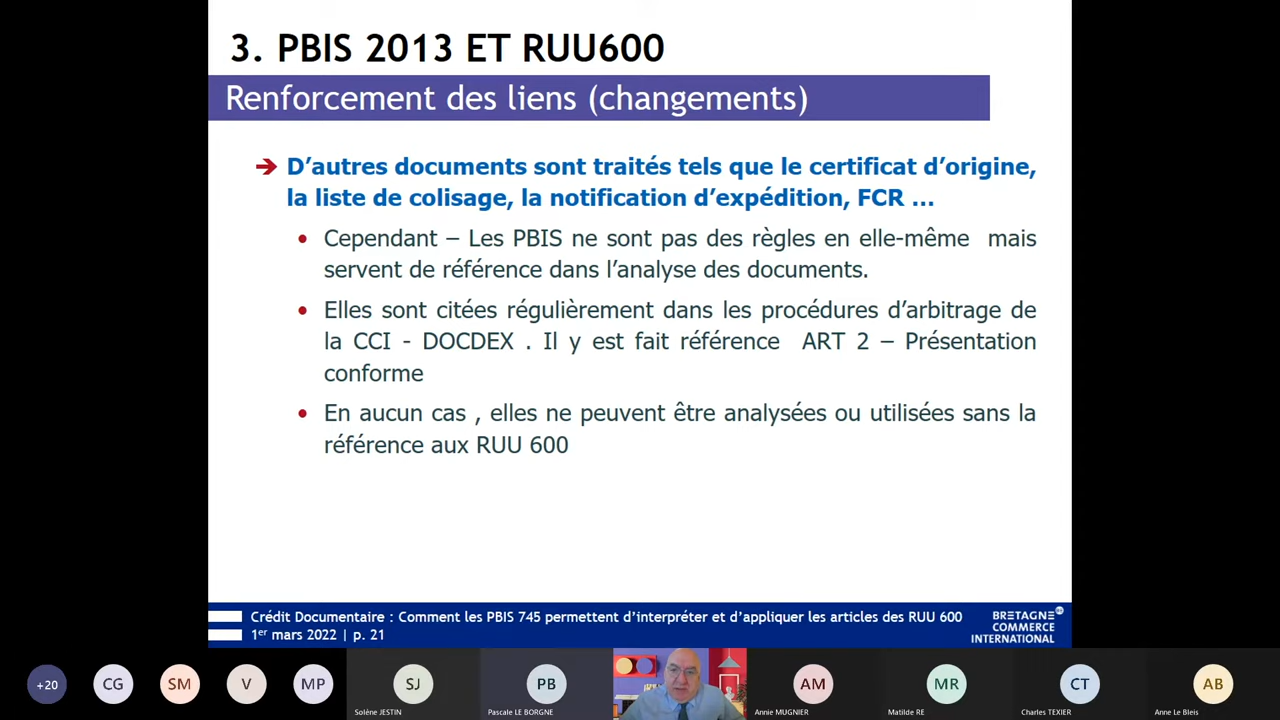 3. PBIS 2013 ET RUU600
Renforcement des liens (changements)
D’autres documents sont traités tels que le certificat d’origine,
la liste de colisage, la notification d’expédition, FCR ...
Cependant – Les PBIS ne sont pas des règles en elle-même mais
servent de référence dans l’analyse des documents.
Elles sont citées régulièrement dans les procédures d’arbitrage de
la CCI - DOCDEX . Il y est fait référence ART 2 – Présentation
conforme
En aucun cas , elles ne peuvent être analysées ou utilisées sans la
référence aux RUU 600
Crédit Documentaire : Comment les PBIS 745 permettent d’interpréter et d’appliquer les articles des RUU 600
1er mars 2022 | p. 21
BRETAGNE
COMMERCE
INTERNATIONAL
+20
CG
SM
V
MP
SJ
PB
AM
MR
CT
AB
Solène JESTIN
Pascale LE BORGNE
Annie MUGNIER
Matilde RE
Charles TEXIER
Anne Le Bleis